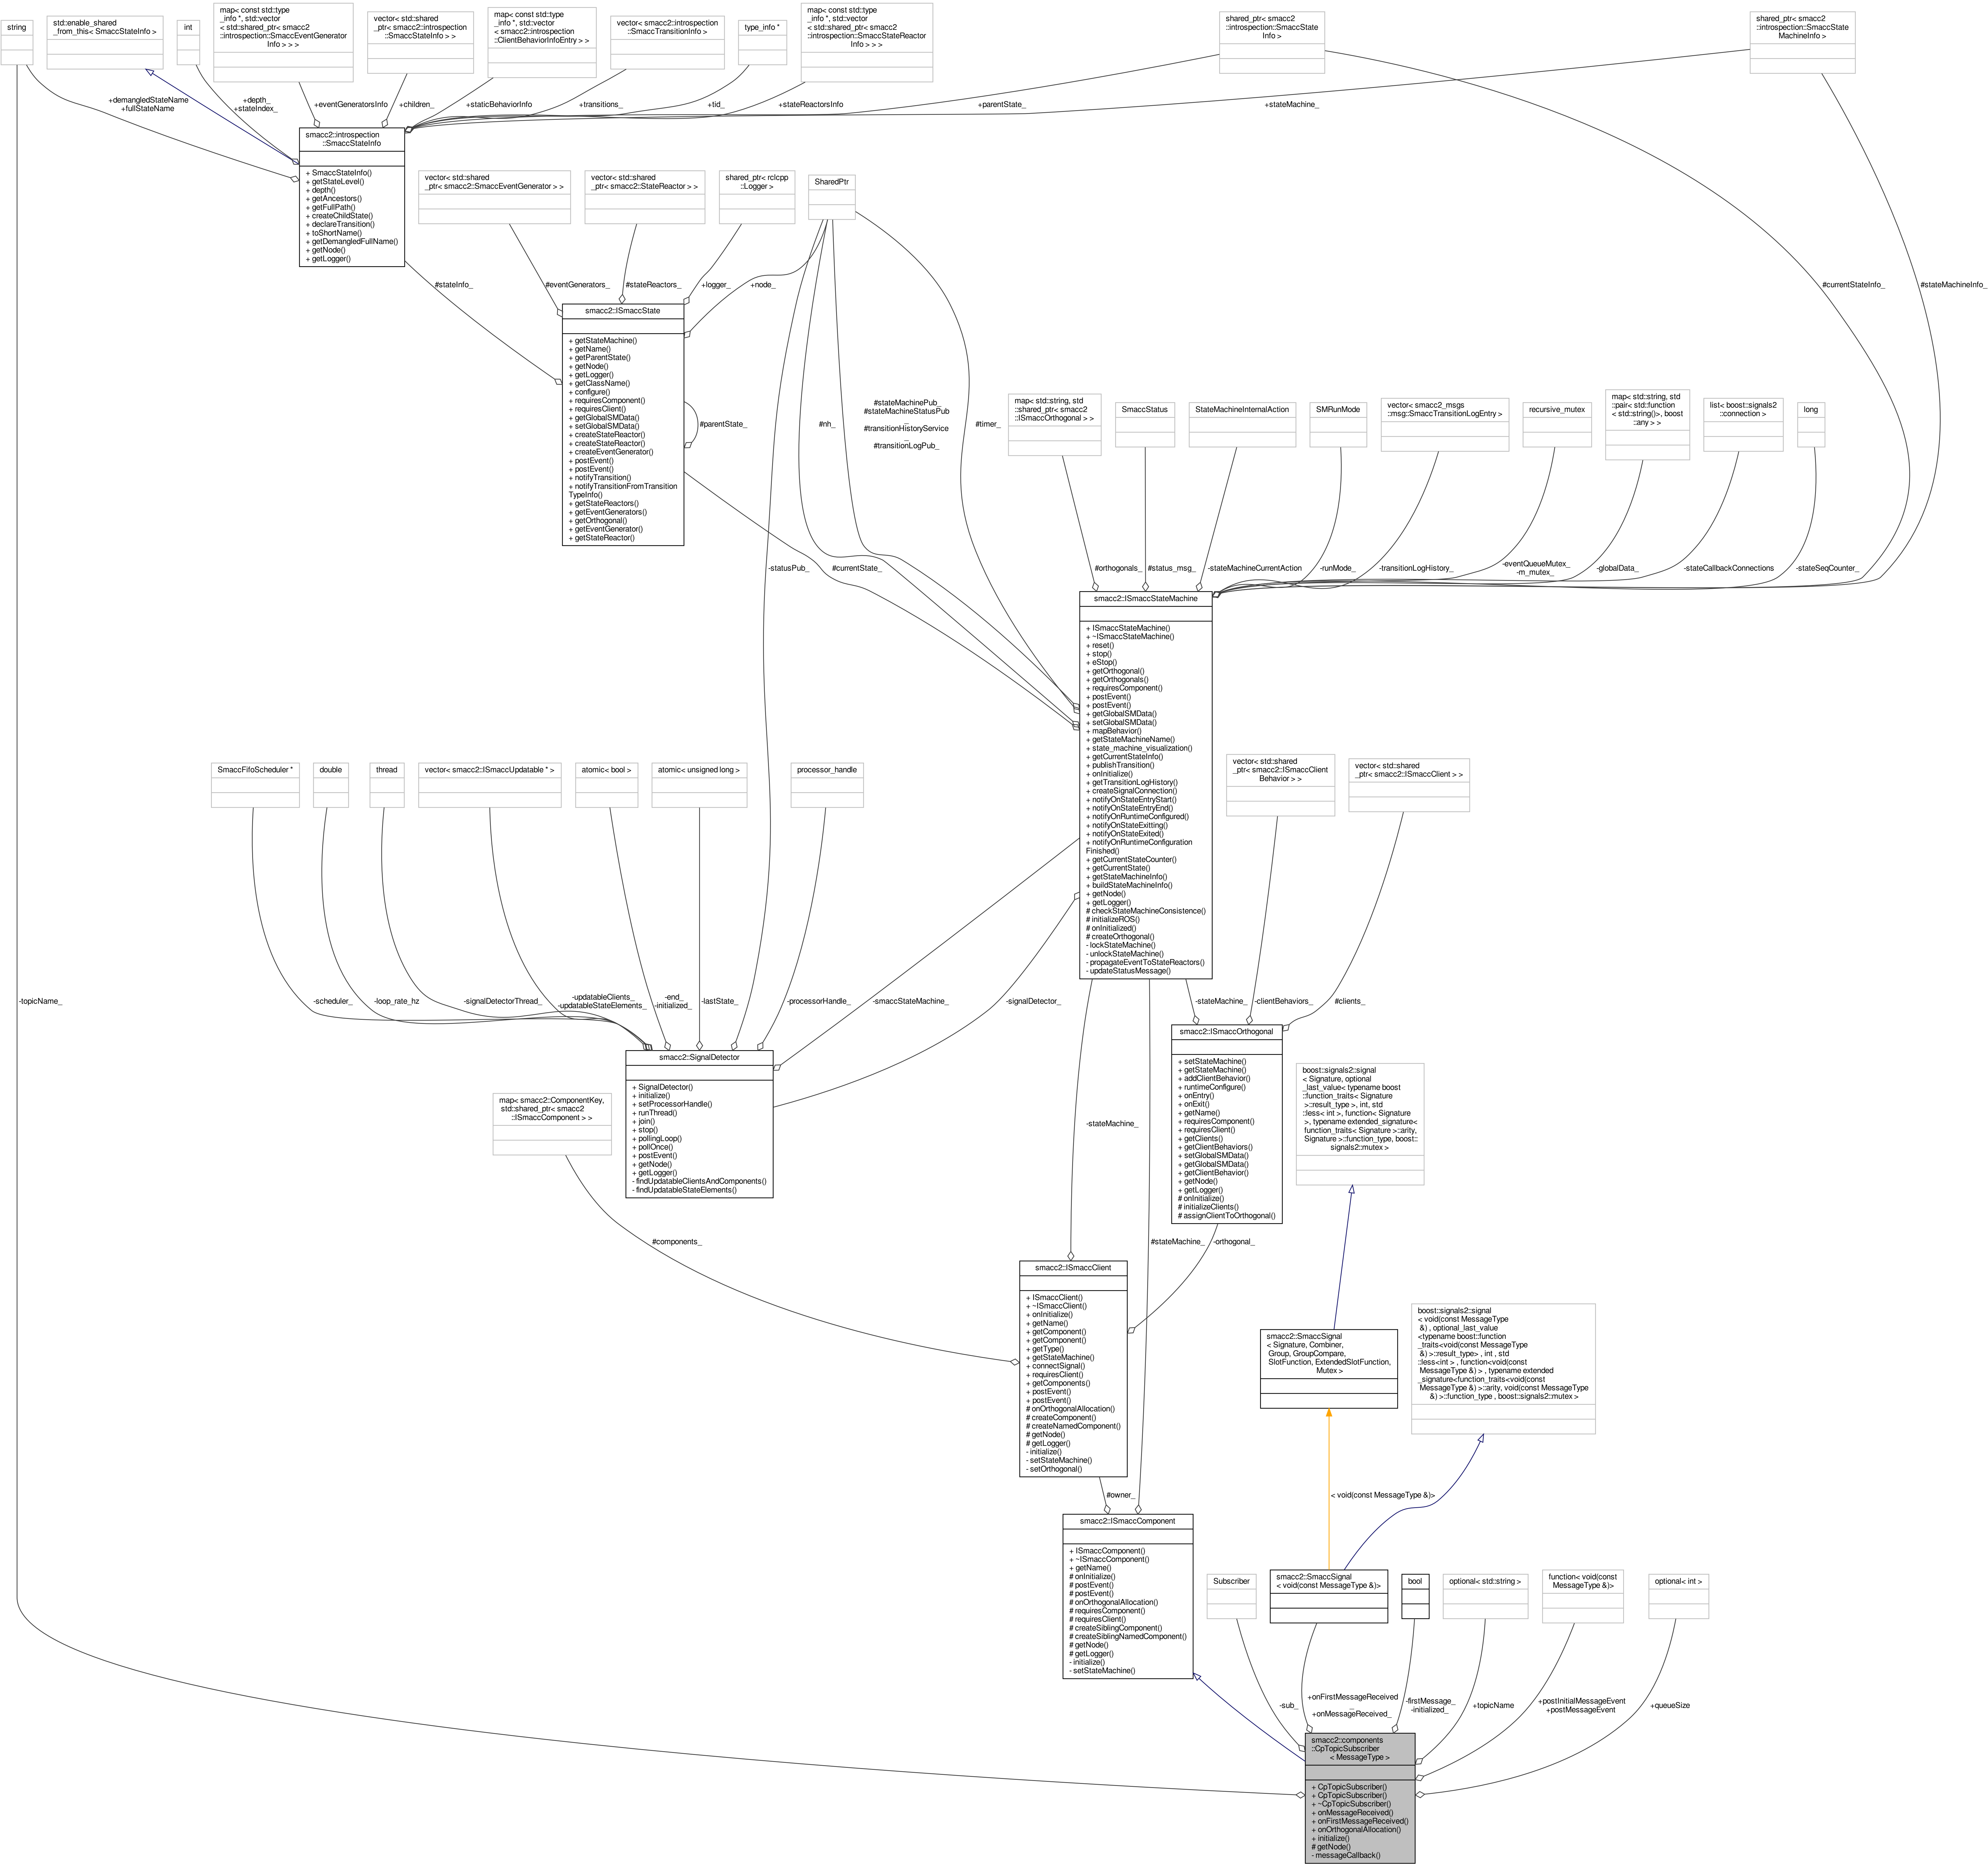 string
std::enable_shared
_from_this< SmaccStateInfo >
int
map< const std::type
_info *, std::vector
< std::shared_ptr< smacc2
::introspection::SmaccEventGenerator
Info > > >
vector< std::shared
_ptr< smacc2::introspection
::SmaccStateInfo > >
map< const std::type
_info *, std::vector
< smacc2::introspection
::ClientBehaviorInfoEntry > >
vector< smacc2::introspection
::SmaccTransitionInfo >
type_info *
map< const std::type
_info *, std::vector
< std::shared_ptr< smacc2
::introspection::SmaccStateReactor
Info > > >
shared_ptr< smacc2
::introspection::SmaccState
Info >
shared_ptr< smacc2
::introspection::SmaccState
MachineInfo >
+demangledStateName
+fullStateName
+depth_
+stateIndex_
+eventGeneratorsInfo
+children_
+staticBehaviorInfo
+transitions_
+tid_
+stateReactorsInfo
+parentState_
+stateMachine_
smacc2::introspection
::SmaccStateInfo
+ SmaccStateInfo()
+ getStateLevel()
+ depth()
+ getAncestors()
+ getFullPath()
+ createChildState()
+ declareTransition()
+ toShortName()
+ getDemangledFullName()
+ getNode()
+ getLogger()
vector< std::shared
_ptr< smacc2::SmaccEventGenerator > >
vector< std::shared
_ptr< smacc2::StateReactor > >
shared_ptr< rclcpp
::Logger >
SharedPtr
#stateInfo_
#eventGenerators_
#stateReactors_
+logger_
+node_
#currentStateInfo_
#stateMachineInfo_
smacc2::ISmaccState
+ getStateMachine()
+ getName()
+ getParentState()
+ getNode()
+ getLogger()
+ getClassName()
+ configure()
+ requiresComponent()
+ requiresClient()
+ getGlobalSMData()
+ setGlobalSMData()
+ createStateReactor()
+ createStateReactor()
+ createEventGenerator()
+ postEvent()
+ postEvent()
+ notifyTransition()
+ notifyTransitionFromTransition
TypeInfo()
+ getStateReactors()
+ getEventGenerators()
+ getOrthogonal()
+ getEventGenerator()
+ getStateReactor()
#parentState_
#nh_
#stateMachinePub_
#stateMachineStatusPub
_
#transitionHistoryService
_
#transitionLogPub_
#timer_
map< std::string, std
::shared_ptr< smacc2
::ISmaccOrthogonal > >
SmaccStatus
StateMachineInternalAction
SMRunMode
vector< smacc2_msgs
::msg::SmaccTransitionLogEntry >
recursive_mutex
map< std::string, std
::pair< std::function
< std::string()>, boost
::any > >
list< boost::signals2
::connection >
long
-statusPub_
#currentState_
#orthogonals_
#status_msg_
-stateMachineCurrentAction
-runMode_
-transitionLogHistory_
-eventQueueMutex_
-m_mutex_
-globalData_
-stateCallbackConnections
-stateSeqCounter_
smacc2::ISmaccStateMachine
+ ISmaccStateMachine()
+ ~ISmaccStateMachine()
+ reset()
+ stop()
+ eStop()
+ getOrthogonal()
+ getOrthogonals()
+ requiresComponent()
+ postEvent()
+ postEvent()
+ getGlobalSMData()
+ setGlobalSMData()
+ mapBehavior()
+ getStateMachineName()
+ state_machine_visualization()
+ getCurrentStateInfo()
+ publishTransition()
+ onInitialize()
+ getTransitionLogHistory()
+ createSignalConnection()
+ notifyOnStateEntryStart()
+ notifyOnStateEntryEnd()
+ notifyOnRuntimeConfigured()
+ notifyOnStateExitting()
+ notifyOnStateExited()
+ notifyOnRuntimeConfiguration
Finished()
+ getCurrentStateCounter()
+ getCurrentState()
+ getStateMachineInfo()
+ buildStateMachineInfo()
+ getNode()
+ getLogger()
# checkStateMachineConsistence()
# initializeROS()
# onInitialized()
# createOrthogonal()
- lockStateMachine()
- unlockStateMachine()
- propagateEventToStateReactors()
- updateStatusMessage()
SmaccFifoScheduler *
double
thread
vector< smacc2::ISmaccUpdatable * >
atomic< bool >
atomic< unsigned long >
processor_handle
vector< std::shared
_ptr< smacc2::ISmaccClient
Behavior > >
vector< std::shared
_ptr< smacc2::ISmaccClient > >
-topicName_
-scheduler_
-loop_rate_hz
-signalDetectorThread_
-updatableClients_
-updatableStateElements_
-end_
-initialized_
-lastState_
-processorHandle_
-smaccStateMachine_
-signalDetector_
-stateMachine_
-clientBehaviors_
#clients_
smacc2::SignalDetector
+ SignalDetector()
+ initialize()
+ setProcessorHandle()
+ runThread()
+ join()
+ stop()
+ pollingLoop()
+ pollOnce()
+ postEvent()
+ getNode()
+ getLogger()
- findUpdatableClientsAndComponents()
- findUpdatableStateElements()
smacc2::ISmaccOrthogonal
+ setStateMachine()
+ getStateMachine()
+ addClientBehavior()
+ runtimeConfigure()
+ onEntry()
+ onExit()
+ getName()
+ requiresComponent()
+ requiresClient()
+ getClients()
+ getClientBehaviors()
+ setGlobalSMData()
+ getGlobalSMData()
+ getClientBehavior()
+ getNode()
+ getLogger()
# onInitialize()
# initializeClients()
# assignClientToOrthogonal()
map< smacc2::ComponentKey,
std::shared_ptr< smacc2
::ISmaccComponent > >
boost::signals2::signal
< Signature, optional
_last_value< typename boost
::function_traits< Signature
>::result_type >, int, std
::less< int >, function< Signature
>, typename extended_signature<
function_traits< Signature >::arity,
Signature >::function_type, boost::
signals2::mutex >
-stateMachine_
#components_
#stateMachine_
-orthogonal_
smacc2::ISmaccClient
+ ISmaccClient()
+ ~ISmaccClient()
+ onInitialize()
+ getName()
+ getComponent()
+ getComponent()
+ getType()
+ getStateMachine()
+ connectSignal()
+ requiresClient()
+ getComponents()
+ postEvent()
+ postEvent()
# onOrthogonalAllocation()
# createComponent()
# createNamedComponent()
# getNode()
# getLogger()
- initialize()
- setStateMachine()
- setOrthogonal()
smacc2::SmaccSignal
< Signature, Combiner,
Group, GroupCompare,
SlotFunction, ExtendedSlotFunction,
Mutex >
boost::signals2::signal
< void(const MessageType
&) , optional_last_value
<typename boost::function
_traits<void(const MessageType
&) >::result_type> , int , std
::less<int > , function<void(const
MessageType &) > , typename extended
_signature<function_traits<void(const
MessageType &) >::arity, void(const MessageType
&) >::function_type , boost::signals2::mutex >
#owner_
< void(const MessageType &)>
smacc2::ISmaccComponent
+ ISmaccComponent()
+ ~ISmaccComponent()
+ getName()
# onInitialize()
# postEvent()
# postEvent()
# onOrthogonalAllocation()
# requiresComponent()
# requiresClient()
# createSiblingComponent()
# createSiblingNamedComponent()
# getNode()
# getLogger()
- initialize()
- setStateMachine()
Subscriber
smacc2::SmaccSignal
< void(const MessageType &)>
bool
optional< std::string >
function< void(const
MessageType &)>
optional< int >
-sub_
+onFirstMessageReceived
_
+onMessageReceived_
-firstMessage_
-initialized_
+topicName
+postInitialMessageEvent
+postMessageEvent
+queueSize
smacc2::components
::CpTopicSubscriber
< MessageType >
+ CpTopicSubscriber()
+ CpTopicSubscriber()
+ ~CpTopicSubscriber()
+ onMessageReceived()
+ onFirstMessageReceived()
+ onOrthogonalAllocation()
+ initialize()
# getNode()
- messageCallback()